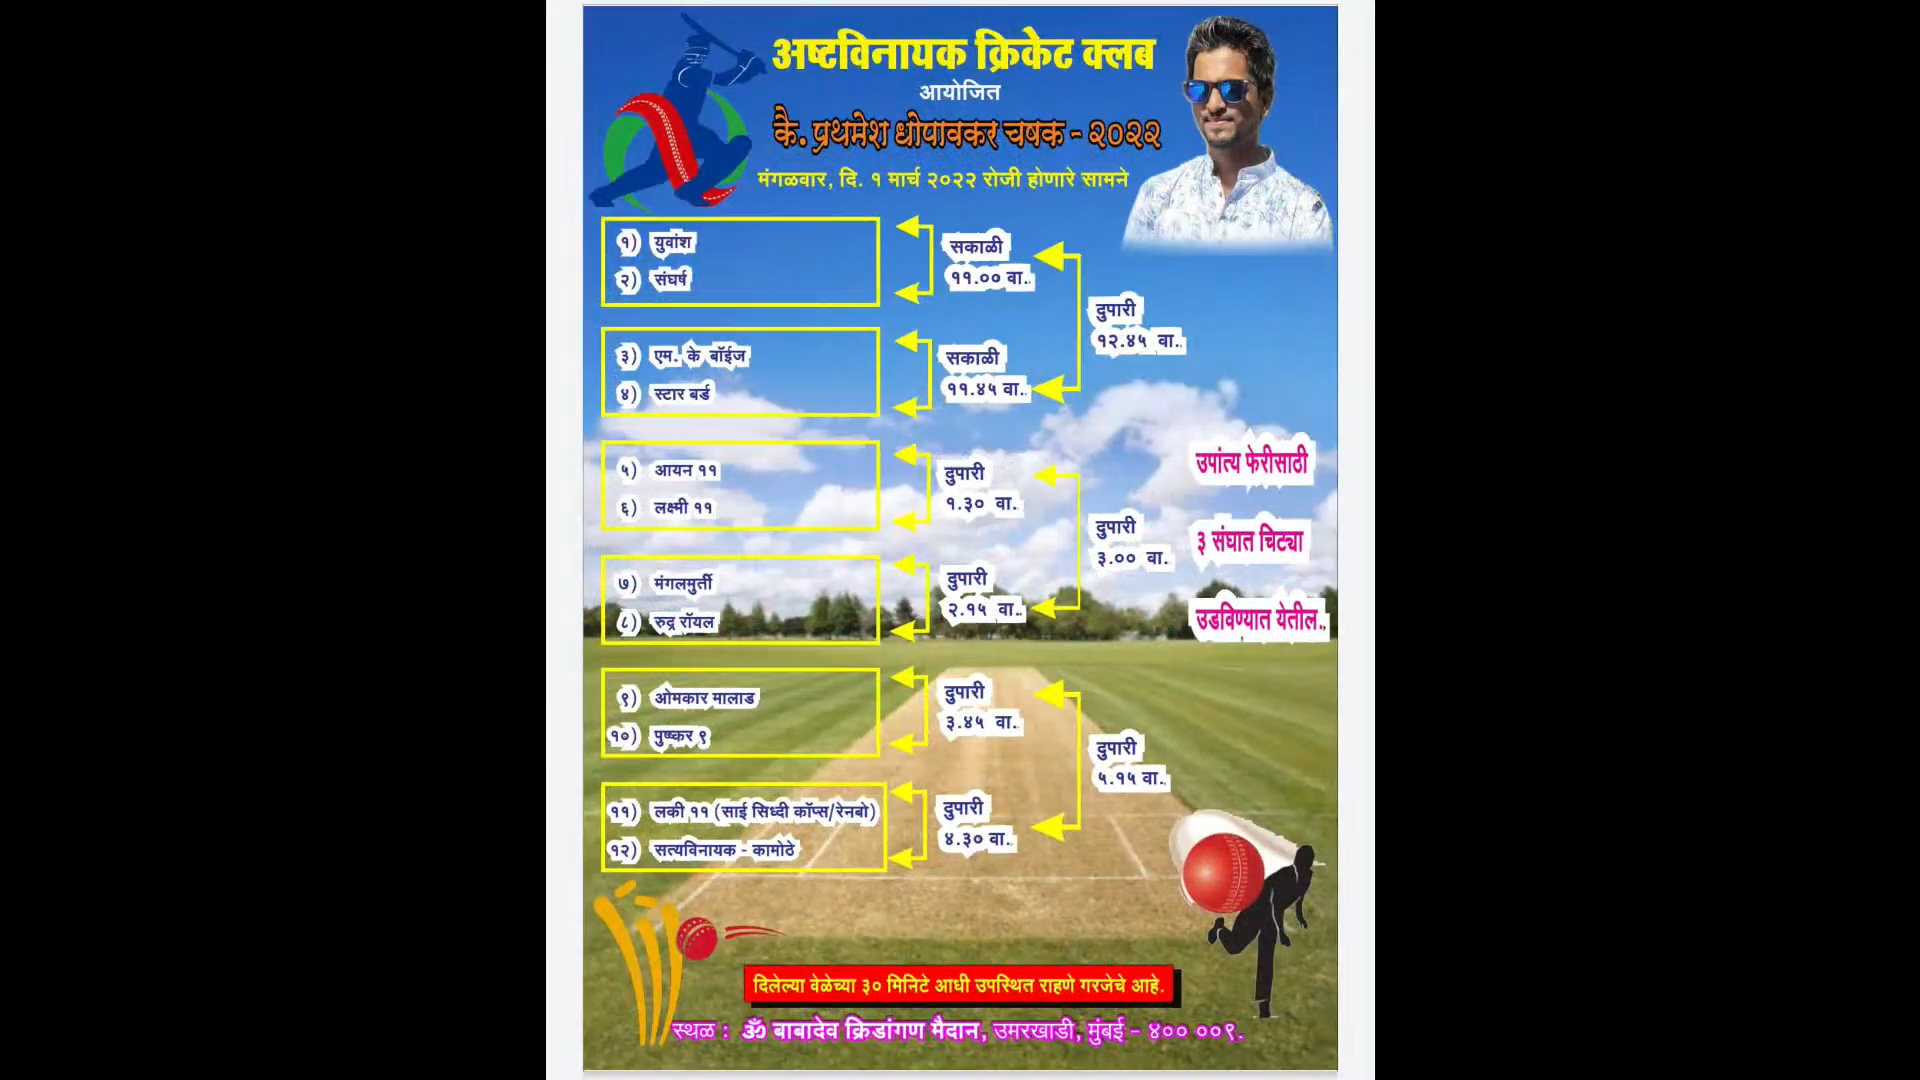 अष्टविनायक क्रिकेट क्लब
आयोजित
कै. प्रथमेश धोपावकर चषक - २०२२
मंगळवार, दि. १ मार्च २०२२ रोजी होणारे सामने
१) युवांश
२) संघर्ष
सकाळी
११.०० वा..
३) एम. के बॉईज
४) स्टार बर्ड
सकाळी
११.४५ वा..
दुपारी
१२.४५ वा..
५) आयन ११
६) लक्ष्मी ११
दुपारी
१.३० वा..
७) मंगलमुर्ती
८) रुद्र रॉयल
दुपारी
२.१५ वा..
दुपारी
३.०० वा..
९) ओमकार मालाड
१०) पुष्कर ९
दुपारी
३.४५ वा..
११) लकी ११ (साई सिध्दी कॉप्स/रेनबो)
१२) सत्यविनायक - कामोठे
दुपारी
४.३० वा..
दुपारी
५.१५ वा..
उपांत्य फेरीसाठी
३ संघात चिट्या
उडविण्यात येतील..
दिलेल्या वेळेच्या ३० मिनिटे आधी उपस्थित राहणे गरजेचे आहे.
स्थळ : ॐ बाबादेव क्रिडांगण मैदान, उमरखाडी, मुंबई - ४०० ००९.